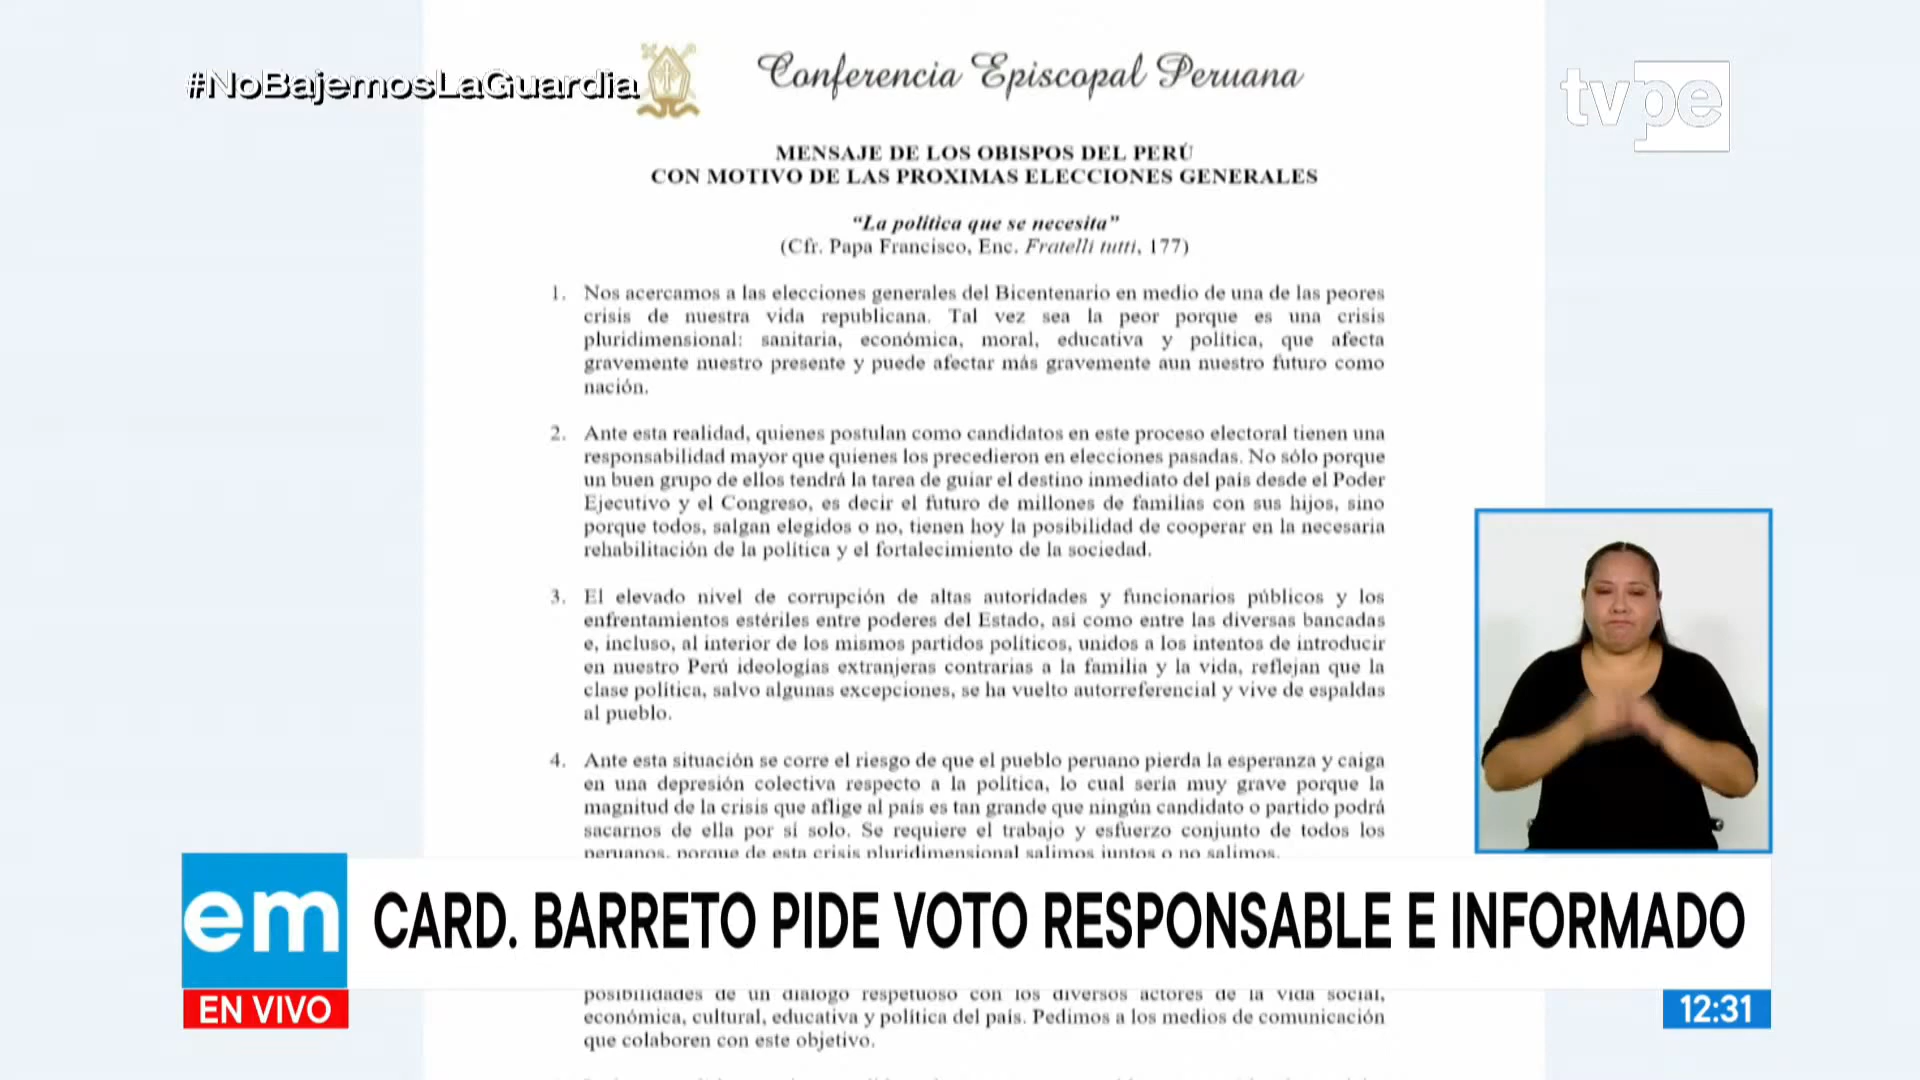 #NoBajemosLaGuardia
Conferencia Episcopal Peruana
tvpe
MENSAJE DE LOS OBISPOS DEL PERÚ
CON MOTIVO DE LAS PROXIMAS ELECCIONES GENERALES
“La política que se necesita”
(Cfr. Papa Francisco, Enc. Fratelli tutti, 177)
1. Nos acercamos a las elecciones generales del Bicentenario en medio de una de las peores
crisis de nuestra vida republicana. Tal vez sea la peor porque es una crisis
pluridimensional: sanitaria, económica, moral, educativa y política, que afecta
gravemente nuestro presente y puede afectar más gravemente aun nuestro futuro como
nación.
2. Ante esta realidad, quienes postulan como candidatos en este proceso electoral tienen una
responsabilidad mayor que quienes los precedieron en elecciones pasadas. No sólo porque
un buen grupo de ellos tendrá la tarea de guiar el destino inmediato del país desde el Poder
Ejecutivo y el Congreso, es decir el futuro de millones de familias con sus hijos, sino
porque todos, salgan elegidos o no, tienen hoy la posibilidad de cooperar en la necesaria
rehabilitación de la política y el fortalecimiento de la sociedad.
3. El elevado nivel de corrupción de altas autoridades y funcionarios públicos y los
enfrentamientos estériles entre poderes del Estado, así como entre las diversas bancadas
e, incluso, al interior de los mismos partidos políticos, unidos a los intentos de introducir
en nuestro Perú ideologías extranjeras contrarias a la familia y la vida, reflejan que la
clase política, salvo algunas excepciones, se ha vuelto autorreferencial y vive de espaldas
al pueblo.
4. Ante esta situación se corre el riesgo de que el pueblo peruano pierda la esperanza y caiga
en una depresión colectiva respecto a la política, lo cual sería muy grave porque la
magnitud de la crisis que aflige al país es tan grande que ningún candidato o partido podrá
sacarnos de ella por sí solo. Se requiere el trabajo y esfuerzo conjunto de todos los
peruanos, porque de esta crisis pluridimensional salimos juntos o no salimos.
em
CARD. BARRETO PIDE VOTO RESPONSABLE E INFORMADO
EN VIVO
12:31
posibilidades de un diálogo respetuoso con los diversos actores de la vida social,
económica, cultural, educativa y política del país. Pedimos a los medios de comunicación
que colaboren con este objetivo.